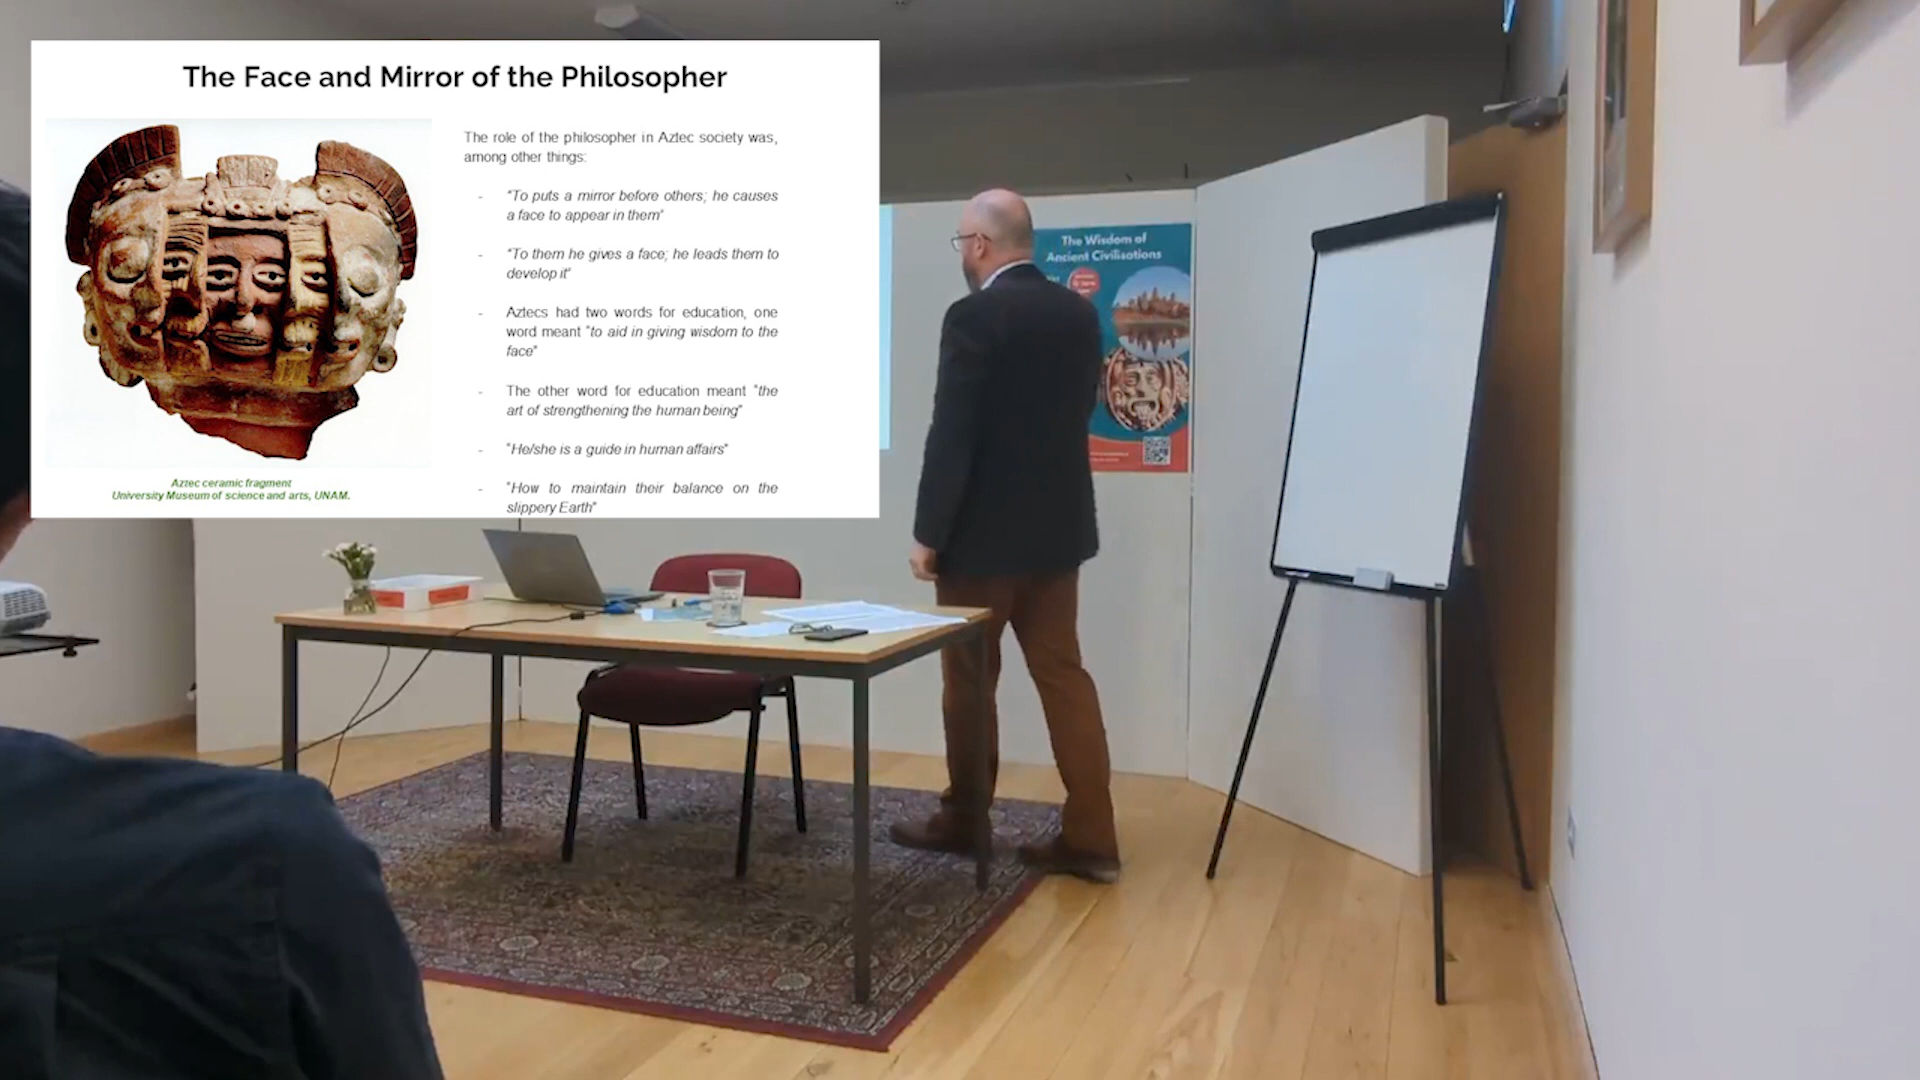 The Face and Mirror of the Philosopher
The role of the philosopher in Aztec society was,
among other things:
- "To puts a mirror before others; he causes
a face to appear in them"
- "To them he gives a face; he leads them to
develop it"
- Aztecs had two words for education, one
word meant "to aid in giving wisdom to the
face"
- The other word for education meant "the
art of strengthening the human being"
- "He/she is a guide in human affairs"
- "How to maintain their balance on the
slippery Earth"
Aztec ceramic fragment
University Museum of science and arts, UNAM.
The Wisdom of
Ancient Civilisations